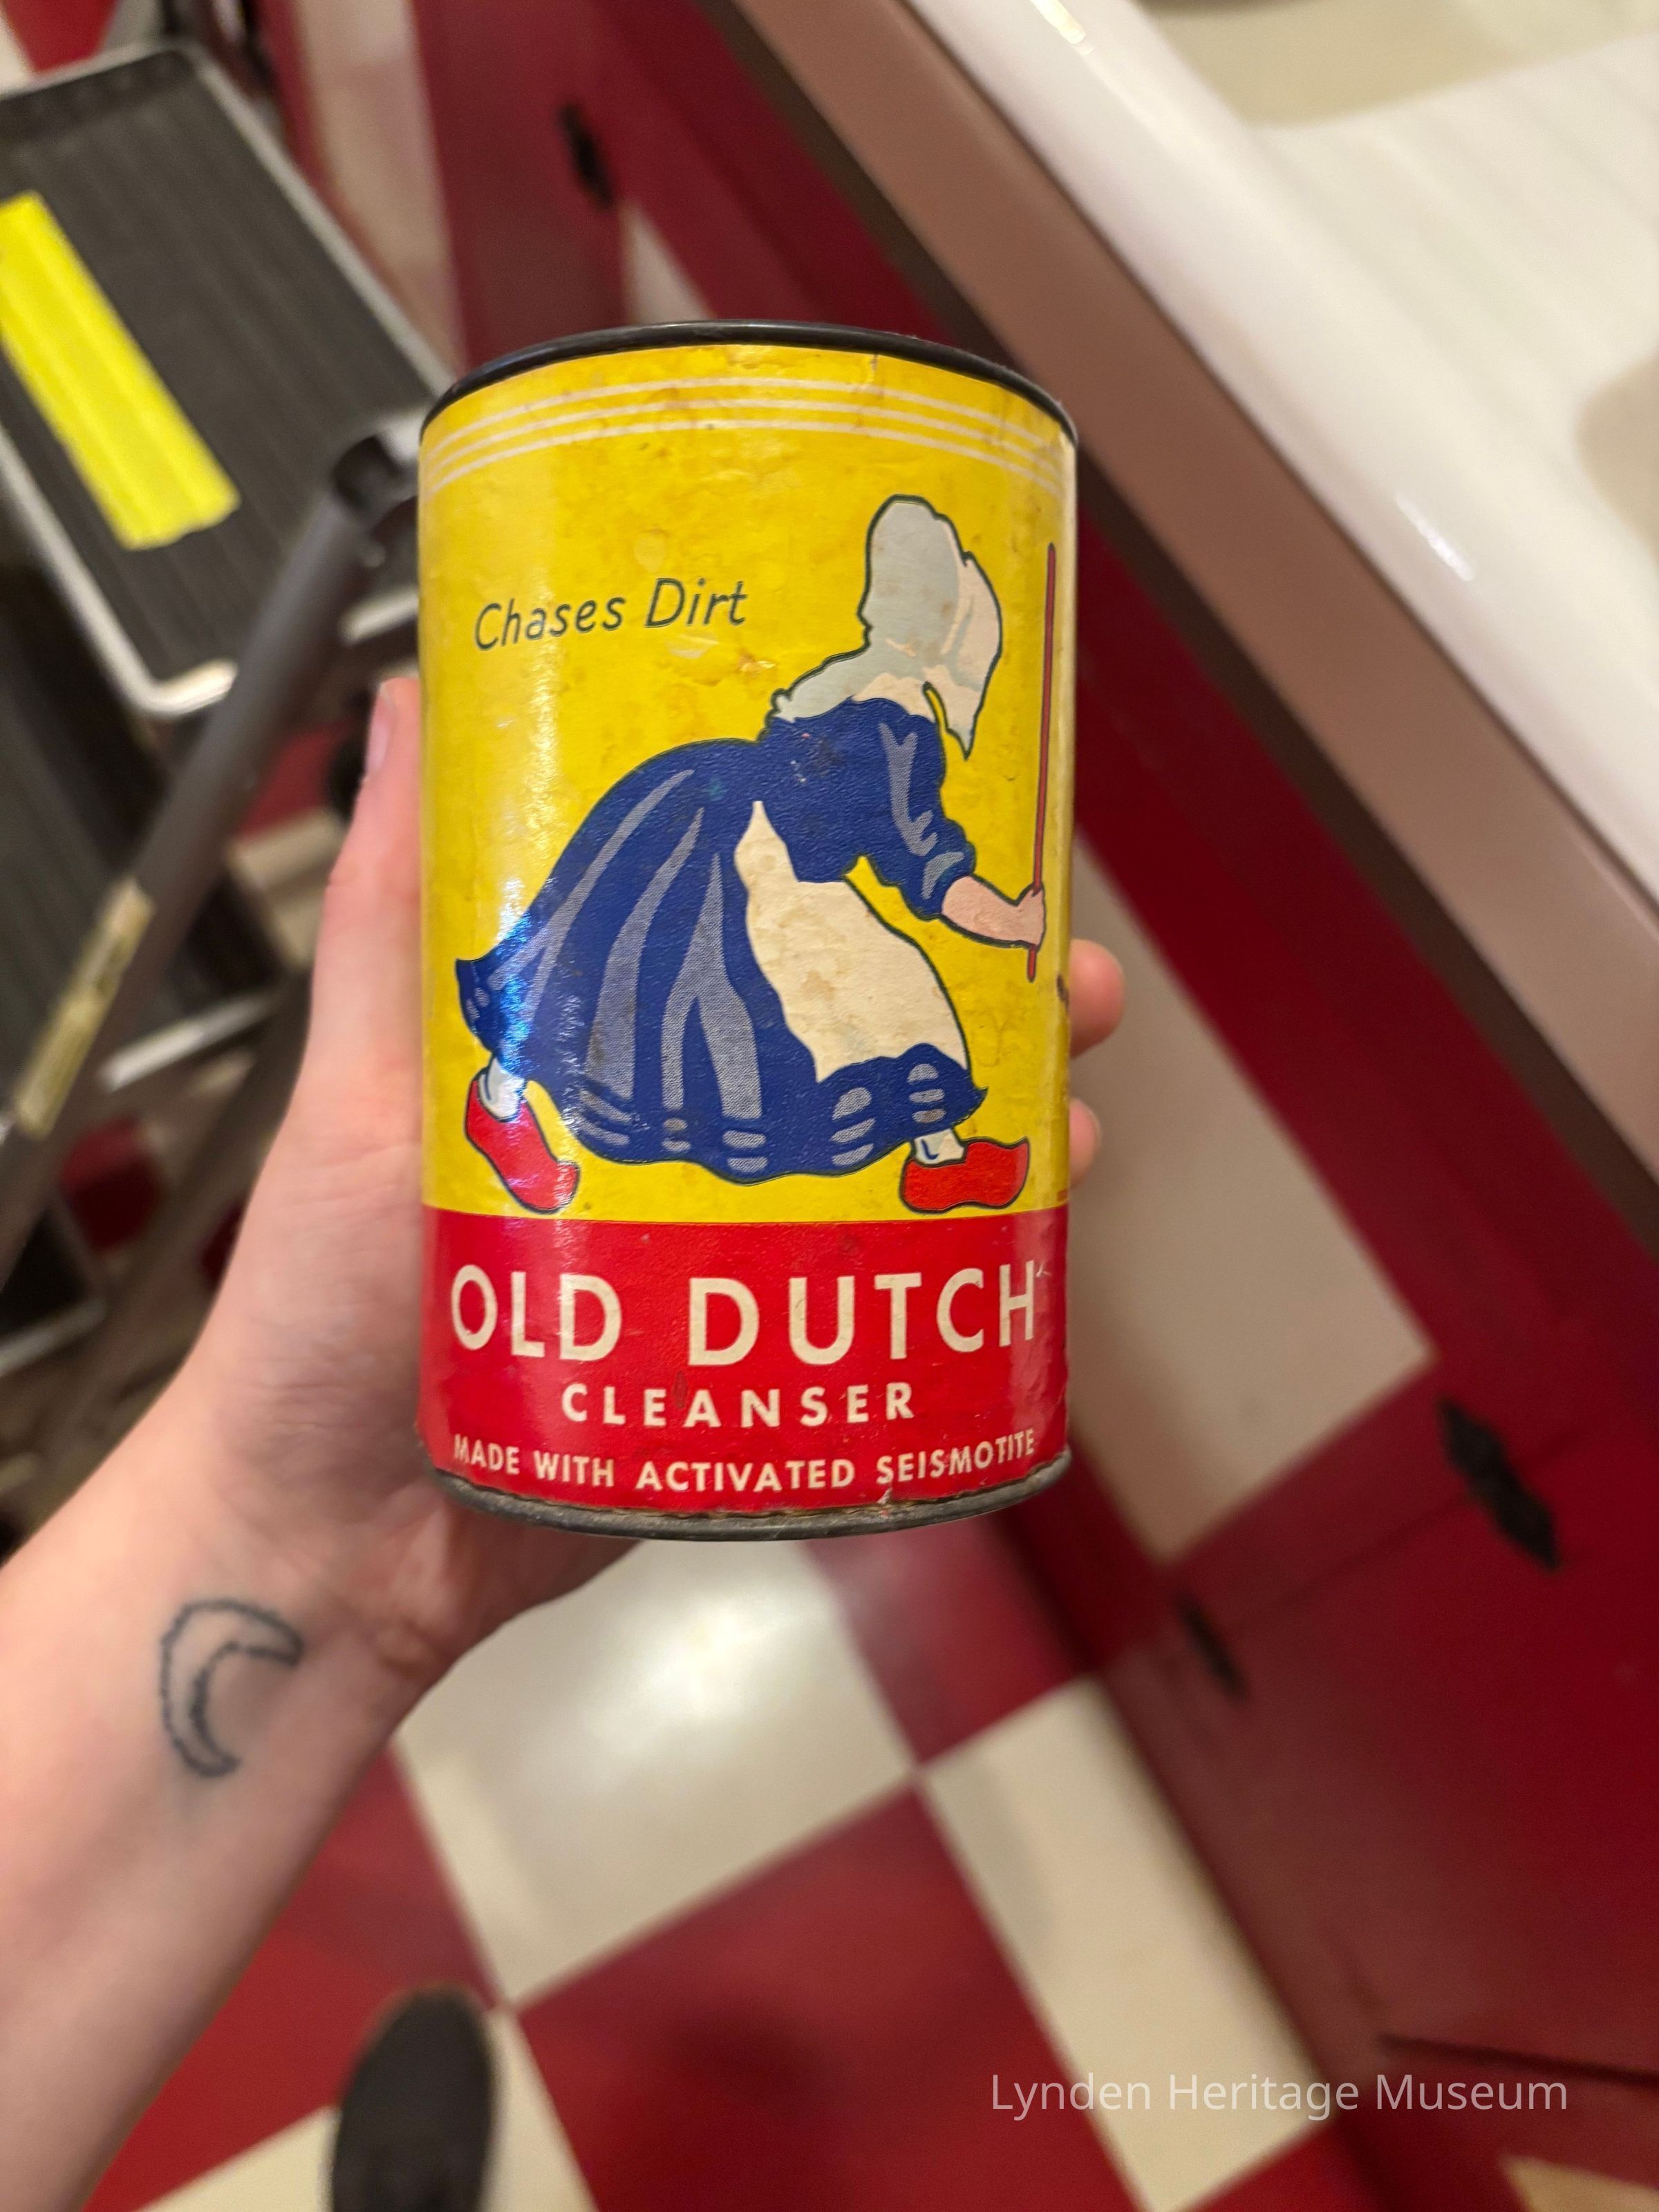 Chases Dirt
OLD DUTCH
CLEANSER
MADE WITH ACTIVATED SEISMOTITE
Lynden Heritage Museum